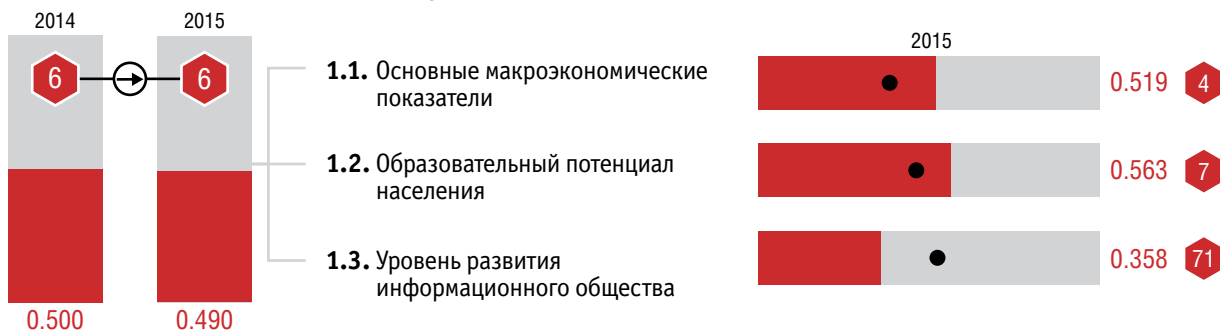 2014
2015
6
6
0.500
0.490
1.1. Основные макроэкономические
показатели
1.2. Образовательный потенциал
населения
1.3. Уровень развития
информационного общества
2015
0.519
4
0.563
7
0.358
71